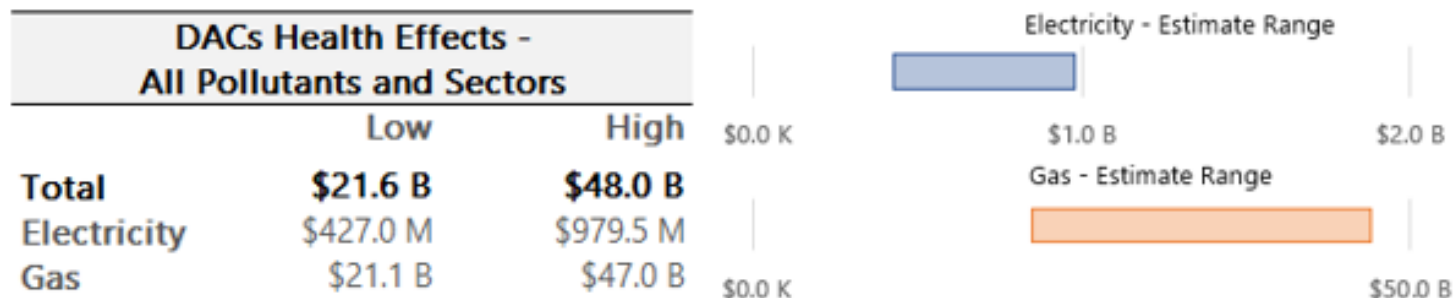 DACs Health Effects -
All Pollutants and Sectors
Low High
Total $21.6 B $48.0 B
Electricity $427.0 M $979.5 M
Gas $21.1 B $47.0 B
Electricity - Estimate Range
$0.0 K $1.0 B $2.0 B
Gas - Estimate Range
$0.0 K $50.0 B